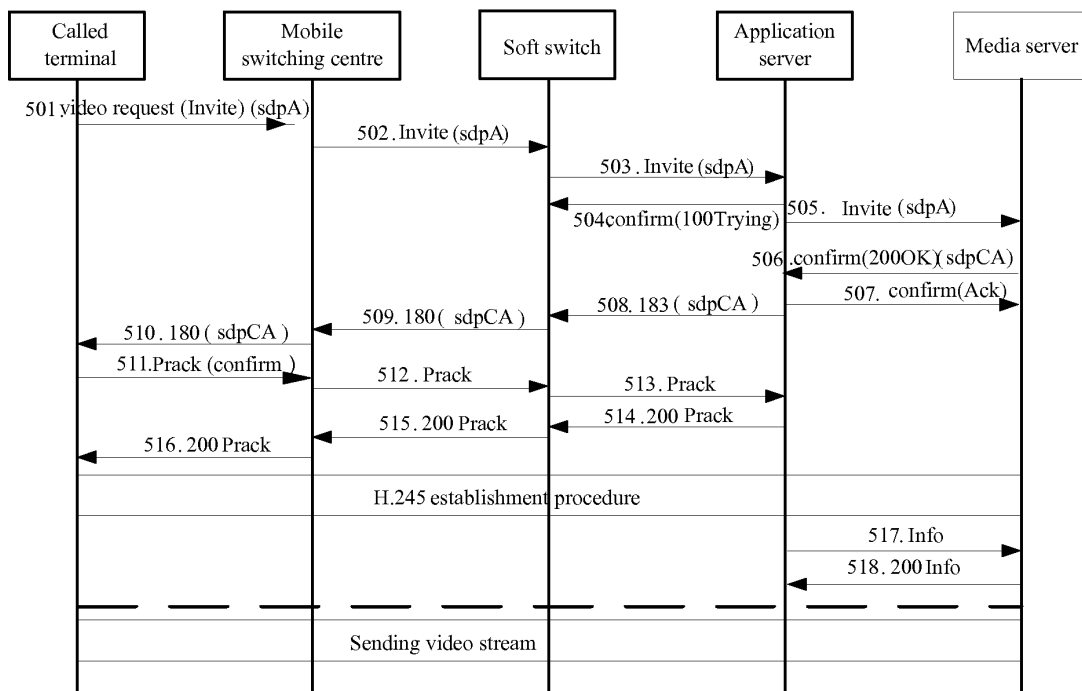 Called
terminal
Mobile
switching centre
Soft switch
Application
server
Media server
501.video request (Invite) (sdpA)
502.Invite (sdpA)
503. Invite (sdpA)
504.confirm(100Trying)
505. Invite (sdpA)
506.confirm(200OK)(sdpCA)
507. confirm(Ack)
508.183 ( sdpCA )
509.180 ( sdpCA )
510.180 ( sdpCA )
511.Prack (confirm )
512. Prack
513. Prack
514.200 Prack
515.200 Prack
516.200 Prack
H.245 establishment procedure
517. Info
518.200 Info
Sending video stream